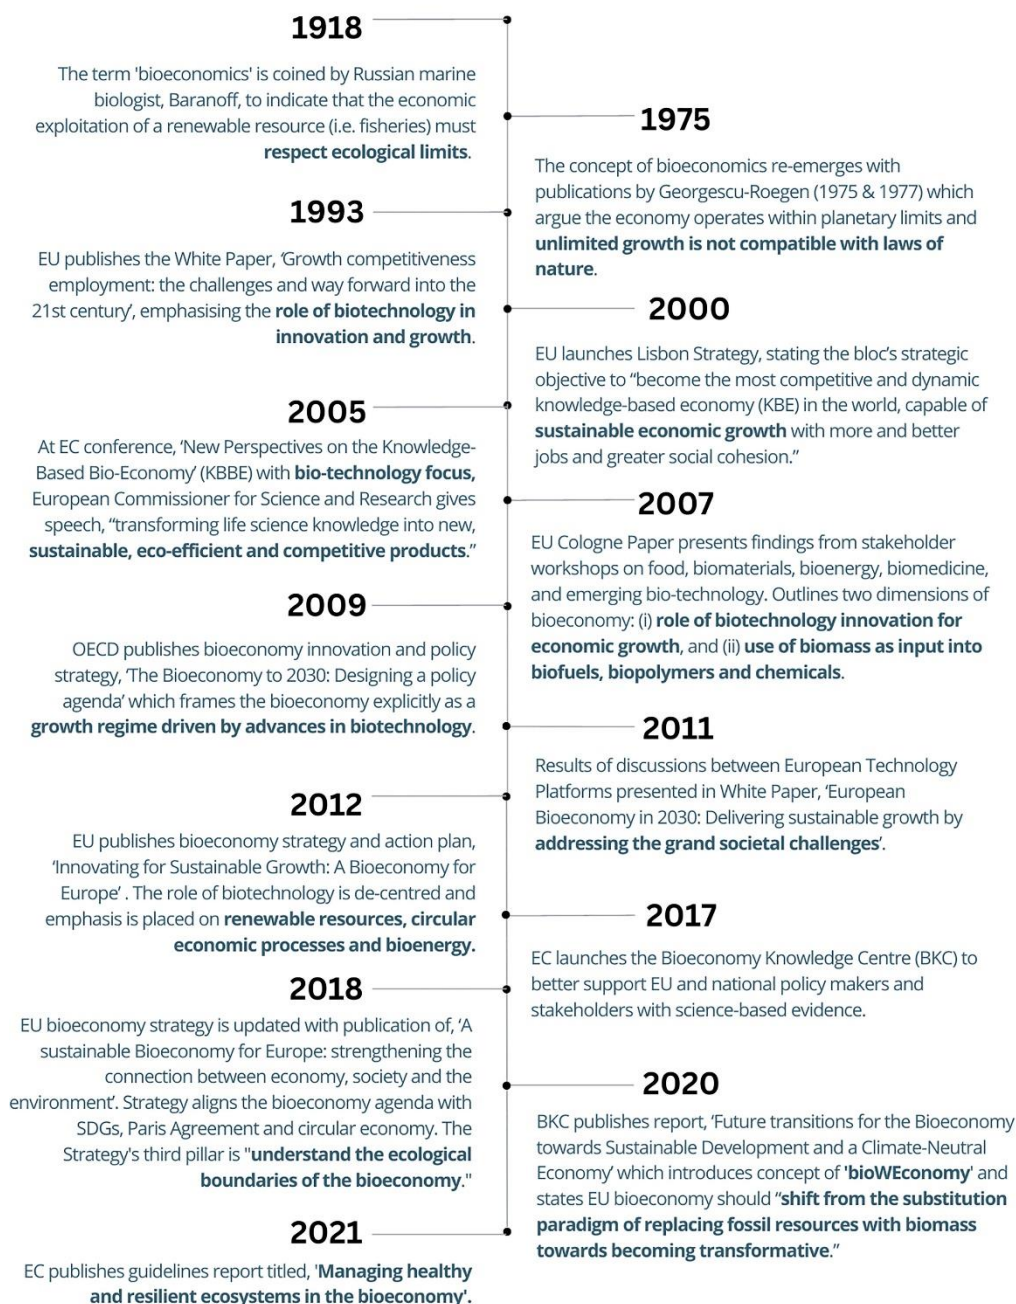 1918
The term 'bioeconomics' is coined by Russian marine
biologist, Baranoff, to indicate that the economic
exploitation of a renewable resource (i.e. fisheries) must
respect ecological limits.
1975
The concept of bioeconomics re-emerges with
publications by Georgescu-Roegen (1975 & 1977) which
argue the economy operates within planetary limits and
unlimited growth is not compatible with laws of
nature.
1993
EU publishes the White Paper, 'Growth competitiveness
employment: the challenges and way forward into the
21st century', emphasising the role of biotechnology in
innovation and growth.
2000
EU launches Lisbon Strategy, stating the bloc's strategic
objective to "become the most competitive and dynamic
knowledge-based economy (KBE) in the world, capable of
sustainable economic growth with more and better
jobs and greater social cohesion."
2005
At EC conference, 'New Perspectives on the Knowledge-
Based Bio-Economy' (KBBE) with bio-technology focus,
European Commissioner for Science and Research gives
speech, "transforming life science knowledge into new,
sustainable, eco-efficient and competitive products."
2007
EU Cologne Paper presents findings from stakeholder
workshops on food, biomaterials, bioenergy, biomedicine,
and emerging bio-technology. Outlines two dimensions of
bioeconomy: (i) role of biotechnology innovation for
economic growth, and (ii) use of biomass as input into
biofuels, biopolymers and chemicals.
2009
OECD publishes bioeconomy innovation and policy
strategy, 'The Bioeconomy to 2030: Designing a policy
agenda' which frames the bioeconomy explicitly as a
growth regime driven by advances in biotechnology.
2011
Results of discussions between European Technology
Platforms presented in White Paper, 'European
Bioeconomy in 2030: Delivering sustainable growth by
addressing the grand societal challenges'.
2012
EU publishes bioeconomy strategy and action plan,
'Innovating for Sustainable Growth: A Bioeconomy for
Europe' . The role of biotechnology is de-centred and
emphasis is placed on renewable resources, circular
economic processes and bioenergy.
2017
EC launches the Bioeconomy Knowledge Centre (BKC) to
better support EU and national policy makers and
stakeholders with science-based evidence.
2018
EU bioeconomy strategy is updated with publication of, 'A
sustainable Bioeconomy for Europe: strengthening the
connection between economy, society and the
environment'. Strategy aligns the bioeconomy agenda with
SDGs, Paris Agreement and circular economy. The
Strategy's third pillar is "understand the ecological
boundaries of the bioeconomy."
2020
BKC publishes report, 'Future transitions for the Bioeconomy
towards Sustainable Development and a Climate-Neutral
Economy' which introduces concept of 'bioWEconomy' and
states EU bioeconomy should "shift from the substitution
paradigm of replacing fossil resources with biomass
towards becoming transformative."
2021
EC publishes guidelines report titled, 'Managing healthy
and resilient ecosystems in the bioeconomy'.